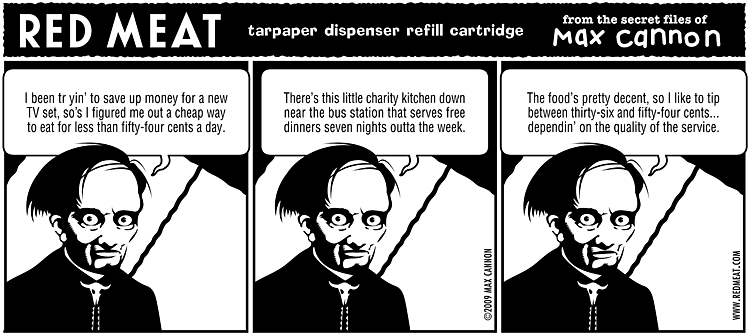 RED MEAT
tarpaper dispenser refill cartridge
from the secret files of
Max Cannon
I been tr yin' to save up money for a new
TV set, so's I figured me out a cheap way
to eat for less than fifty-four cents a day.
There's this little charity kitchen down
near the bus station that serves free
dinners seven nights outta the week.
©2009 MAX CANNON
The food's pretty decent, so I like to tip
between thirty-six and fifty-four cents...
dependin' on the quality of the service.
WWW.REDMEAT.COM